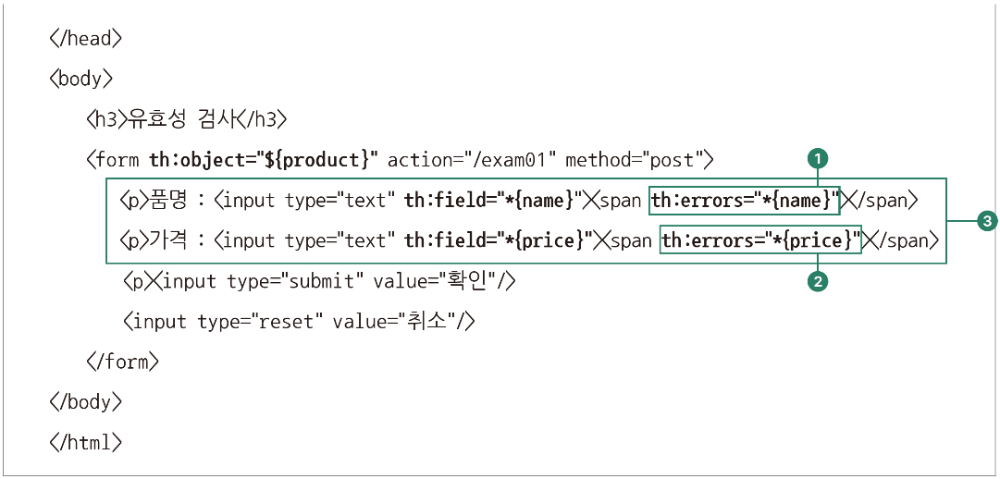 </head>
<body>
<h3>유효성 검사</h3>
<form th:object="${product}" action="/exam01" method="post">
1
<p>품명 : <input type="text" th:field="*{name}"><span th:errors="*{name}"></span>
<p>가격 : <input type="text" th:field="*{price}"><span th:errors="*{price}"></span>
3
2
<p><input type="submit" value="확인"/>
<input type="reset" value="취소"/>
</form>
</body>
</html>